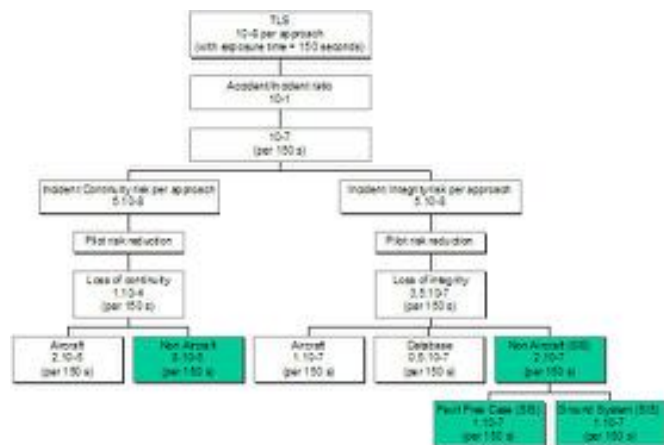 TLS
10-8 per approach
(with exposure time = 150 seconds)
Accident/Incident ratio
10-1
10-7
(per 150 s)
Incident Continuity risk per approach
5.10-8
Incident Integrity risk per approach
5.10-8
Pilot risk reduction
Pilot risk reduction
Loss of continuity
1.10-4
(per 150 s)
Loss of integrity
3,5.10-7
(per 150 s)
Aircraft
2.10-5
(per 150 s)
Non Aircraft
8.10-5
(per 150 s)
Aircraft
1.10-7
(per 150 s)
Database
0,5.10-7
(per 150 s)
Non Aircraft (SIS)
2.10-7
(per 150 s)
Fault Free Case (SIS)
1.10-7
(per 150 s)
Ground System (SIS)
1.10-7
(per 150 s)